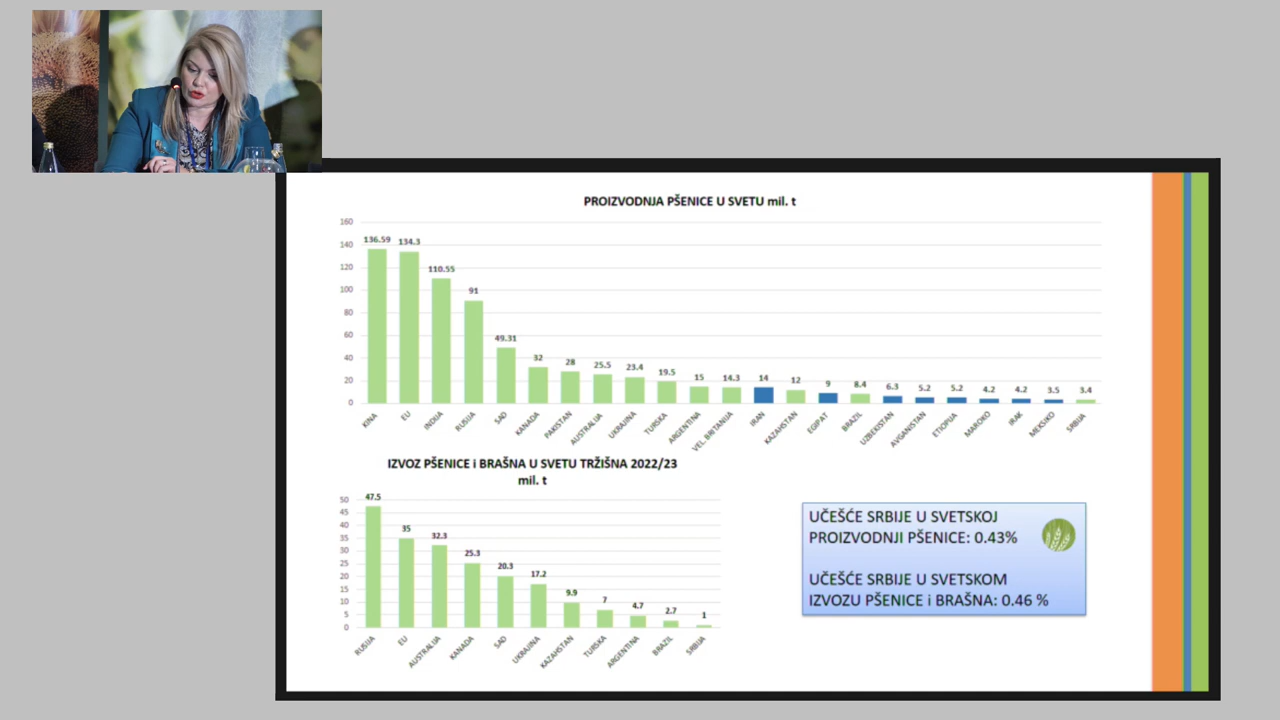 PROIZVODNJA PŠENICE U SVETU mil. t
160
140
120
100
80
60
40
20
0
136.59
134.3
110.55
91
49.31
32
28
25.5
23.4
19.5
15
14.3
14
12
9
8.4
6.3
5.2
5.2
4.2
4.2
3.5
3.4
KINA
EU
INDIJA
RUSIJA
SAD
KANADA
PAKISTAN
AUSTRALIJA
UKRAJINA
TURSKA
ARGENTINA
VEL. BRITANIJA
IRAN
KAZAHSTAN
EGIPAT
BRAZIL
UZBEKISTAN
AVGANISTAN
ETIOPIJA
MAROKO
IRAK
MEKSIKO
SRBIJA
IZVOZ PŠENICE i BRAŠNA U SVETU TRŽIŠNA 2022/23
mil. t
50
45
40
35
30
25
20
15
10
5
0
47.5
35
32.3
25.3
20.3
17.2
9.9
7
4.7
2.7
1
RUSIJA
EU
AUSTRALIJA
KANADA
SAD
UKRAJINA
KAZAHSTAN
TURSKA
ARGENTINA
BRAZIL
SRBIJA
UČEŠĆE SRBIJE U SVETSKOJ
PROIZVODNJI PŠENICE: 0.43%
UČEŠĆE SRBIJE U SVETSKOM
IZVOZU PŠENICE i BRAŠNA: 0.46 %